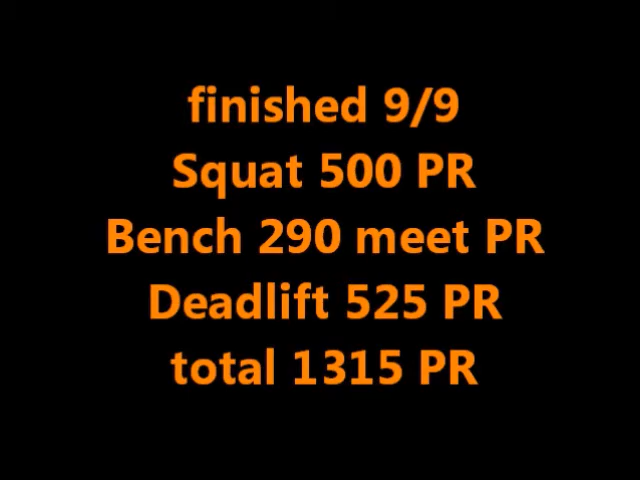 finished 9/9
Squat 500 PR
Bench 290 meet PR
Deadlift 525 PR
total 1315 PR